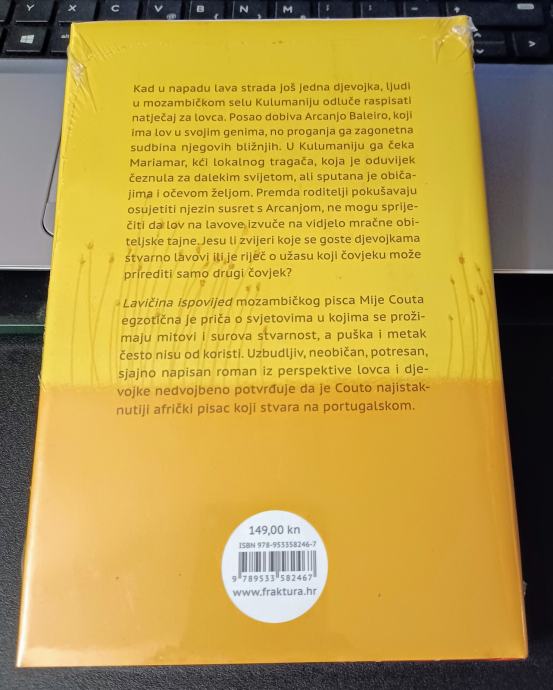 Kad u napadu lava strada još jedna djevojka, ljudi
u mozambičkom selu Kulumaniju odluče raspisati
natječaj za lovca. Posao dobiva Arcanjo Baleiro, koji
ima lov u svojim genima, no proganja ga zagonetna
sudbina njegovih bližnjih. U Kulumaniju ga čeka
Mariamar, kći lokalnog tragača, koja je oduvijek
čeznula za dalekim svijetom, ali sputana je običa-
jima i očevom željom. Premda roditelji pokušavaju
osujetiti njezin susret s Arcanjom, ne mogu sprije-
čiti da lov na lavove izvuče na vidjelo mračne obi-
teljske tajne. Jesu li zvijeri koje se goste djevojkama
stvarno lavovi ili je riječ o užasu koji čovjeku može
prirediti samo drugi čovjek?
Lavičina ispovijed mozambičkog pisca Mije Couta
egzotična je priča o svjetovima u kojima se proži-
maju mitovi i surova stvarnost, a puška i metak
često nisu od koristi. Uzbudljiv, neobičan, potresan,
sjajno napisan roman iz perspektive lovca i dje-
vojke nedvojbeno potvrđuje da je Couto najistak-
nutiji afrički pisac koji stvara na portugalskom.
149,00 kn
ISBN 978-953358246-7
9 789533 582467
www.fraktura.hr